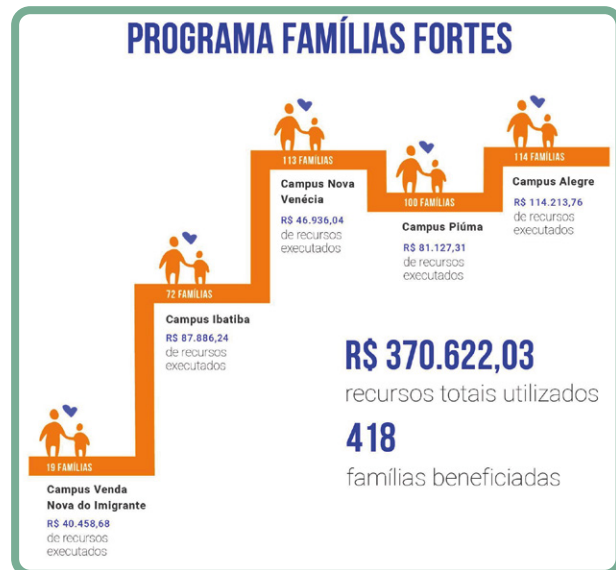 PROGRAMA FAMÍLIAS FORTES
19 FAMÍLIAS
Campus Venda
Nova do Imigrante
R$ 40.458,68
de recursos
executados
72 FAMÍLIAS
Campus Ibatiba
R$ 87.886,24
de recursos
executados
113 FAMÍLIAS
Campus Nova
Venécia
R$ 46.936,04
de recursos
executados
100 FAMÍLIAS
Campus Piúma
R$ 81.127,31
de recursos
executados
114 FAMÍLIAS
Campus Alegre
R$ 114.213,76
de recursos
executados
R$ 370.622,03
recursos totais utilizados
418
famílias beneficiadas